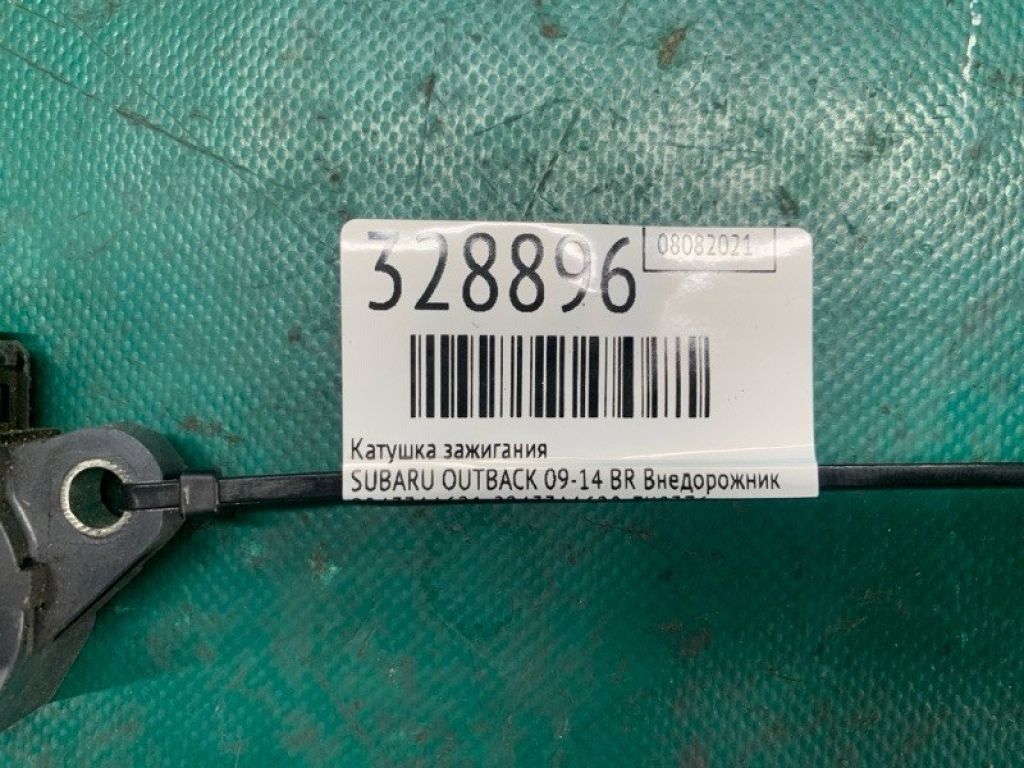 328896
08082021
Катушка зажигания
SUBARU OUTBACK 09-14 BR Внедорожник